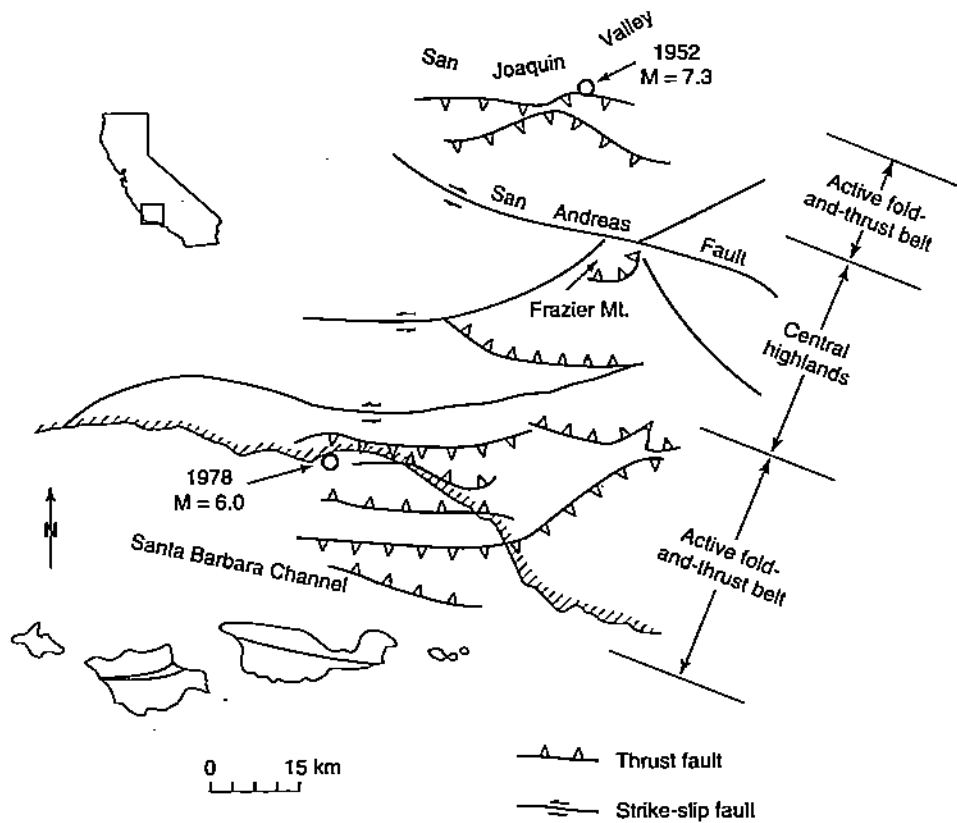 San Joaquin Valley
1952
M = 7.3
San Andreas Fault
Active fold-
and-thrust belt
Frazier Mt.
Central
highlands
1978
M = 6.0
N
Santa Barbara Channel
Active fold-
and-thrust belt
0 15 km
Thrust fault
Strike-slip fault